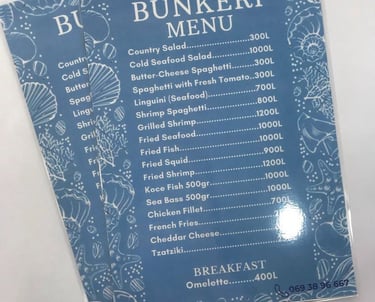 BUNKERI
MENU
Country Salad..........................300L
Cold Seafood Salad...............1000L
Butter-Cheese Spaghetti.......300L
Spaghetti with Fresh Tomato..300L
Linguini (Seafood)...................700L
Shrimp Spaghetti....................800L
Grilled Shrimp........................1200L
Fried Seafood.........................1000L
Fried Fish...............................1000L
Fried Squid..............................900L
Fried Shrimp..........................1200L
Koce Fish 500gr.....................1000L
Sea Bass 500gr......................1000L
Chicken Fillet..........................700L
French Fries
Cheddar Cheese
Tzatziki
BREAKFAST
Omelette.........400L
069 38 96 667
BU